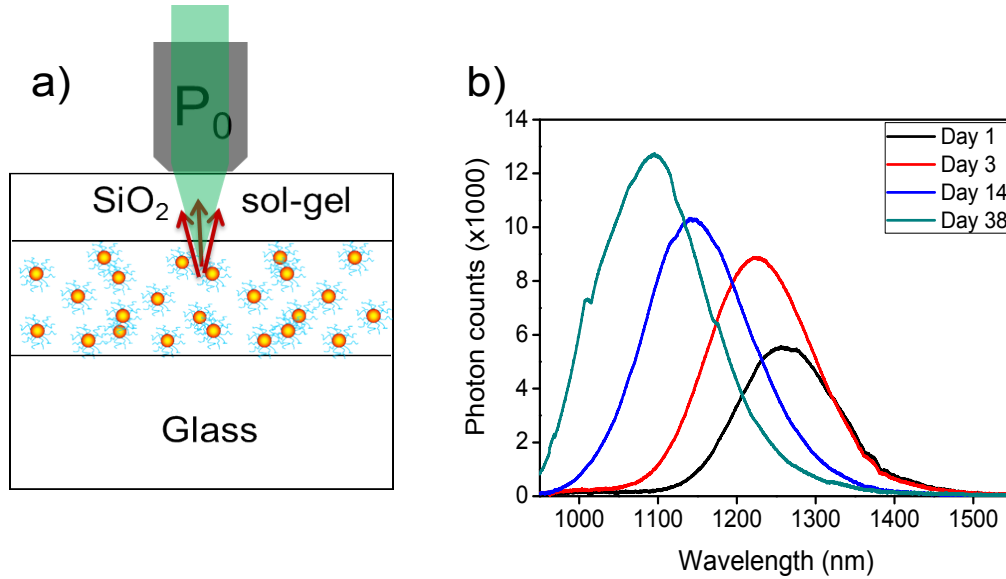 a)
P₀
SiO₂ sol-gel
Glass
b)
Photon counts (x1000)
14
12
10
8
6
4
2
0
Day 1
Day 3
Day 14
Day 38
1000 1100 1200 1300 1400 1500
Wavelength (nm)